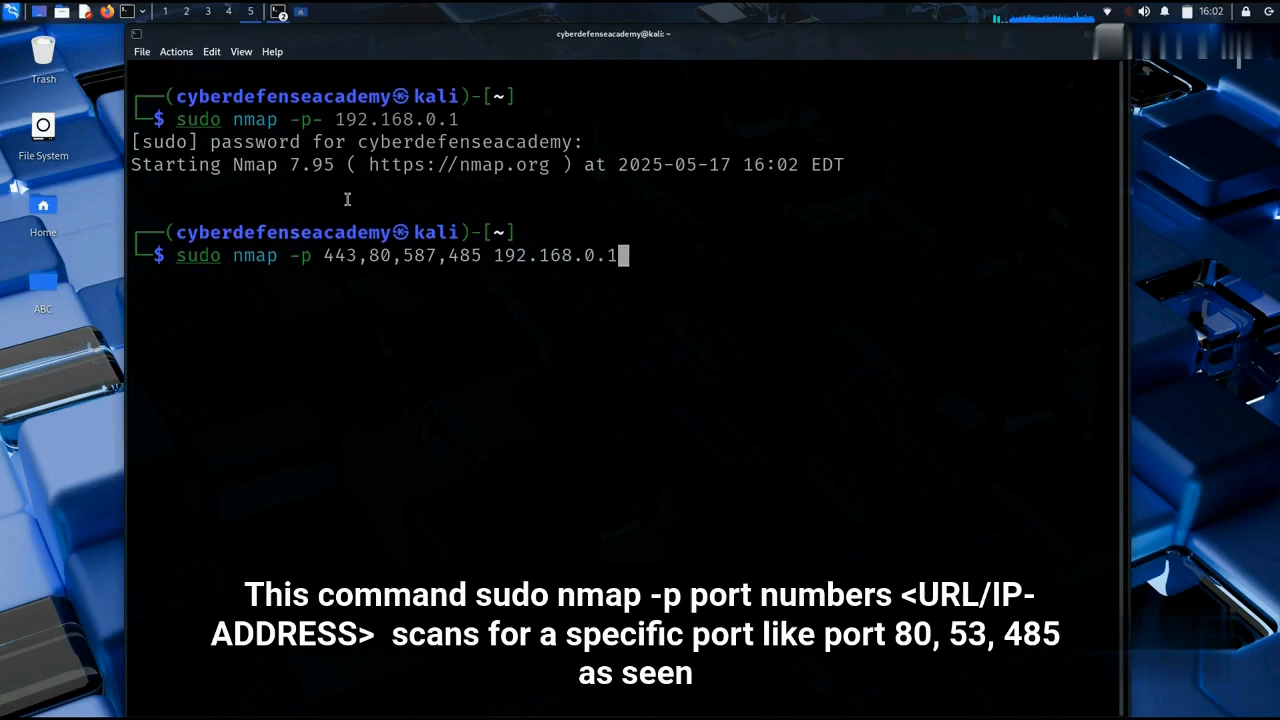 1 2 3 4 5 2 16:02
cyberdefenseacademy@kali: ~
File Actions Edit View Help
Trash
File System
Home
ABC
┌──(cyberdefenseacademy㉿kali)-[~]
└─$ sudo nmap -p- 192.168.0.1
[sudo] password for cyberdefenseacademy:
Starting Nmap 7.95 ( https://nmap.org ) at 2025-05-17 16:02 EDT
┌──(cyberdefenseacademy㉿kali)-[~]
└─$ sudo nmap -p 443,80,587,485 192.168.0.1
This command sudo nmap -p port numbers <URL/IP-
ADDRESS> scans for a specific port like port 80, 53, 485
as seen